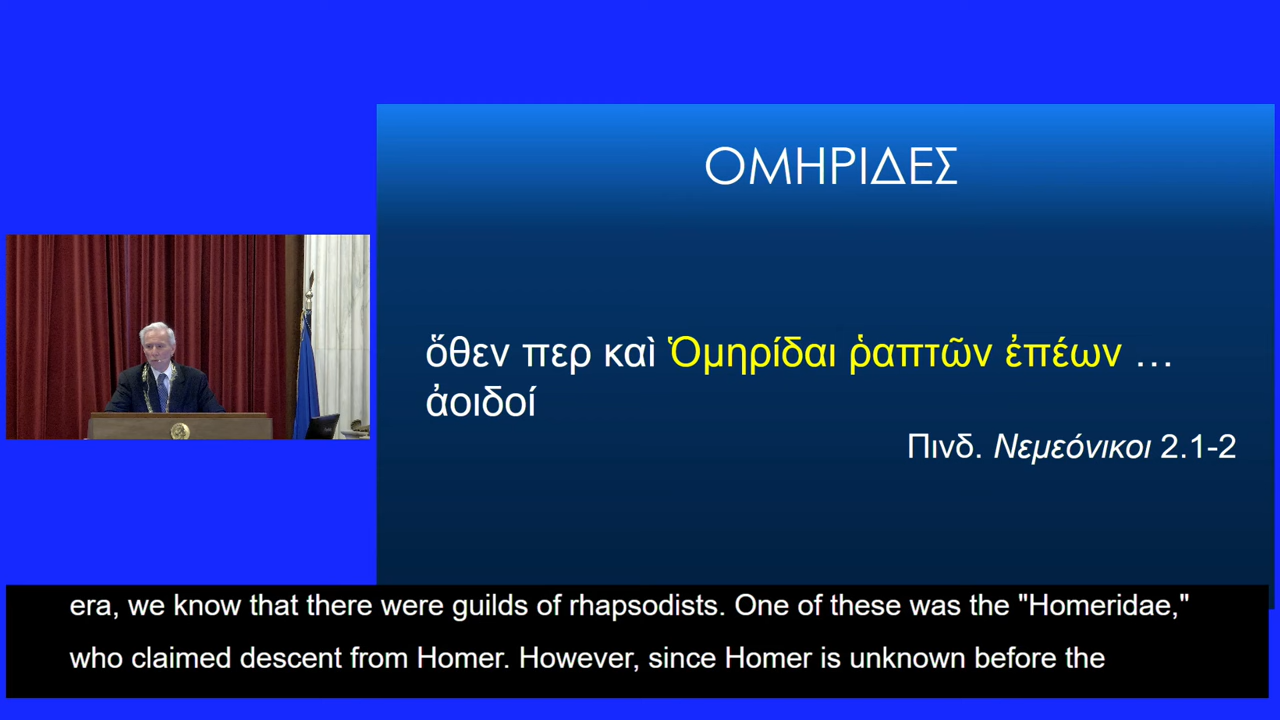 ΟΜΗΡΙΔΕΣ
ὅθεν περ καὶ Ὁμηρίδαι ῥαπτῶν ἐπέων …
ἀοιδοί
Πινδ. Νεμεόνικοι 2.1-2
era, we know that there were guilds of rhapsodists. One of these was the "Homeridae,"
who claimed descent from Homer. However, since Homer is unknown before the